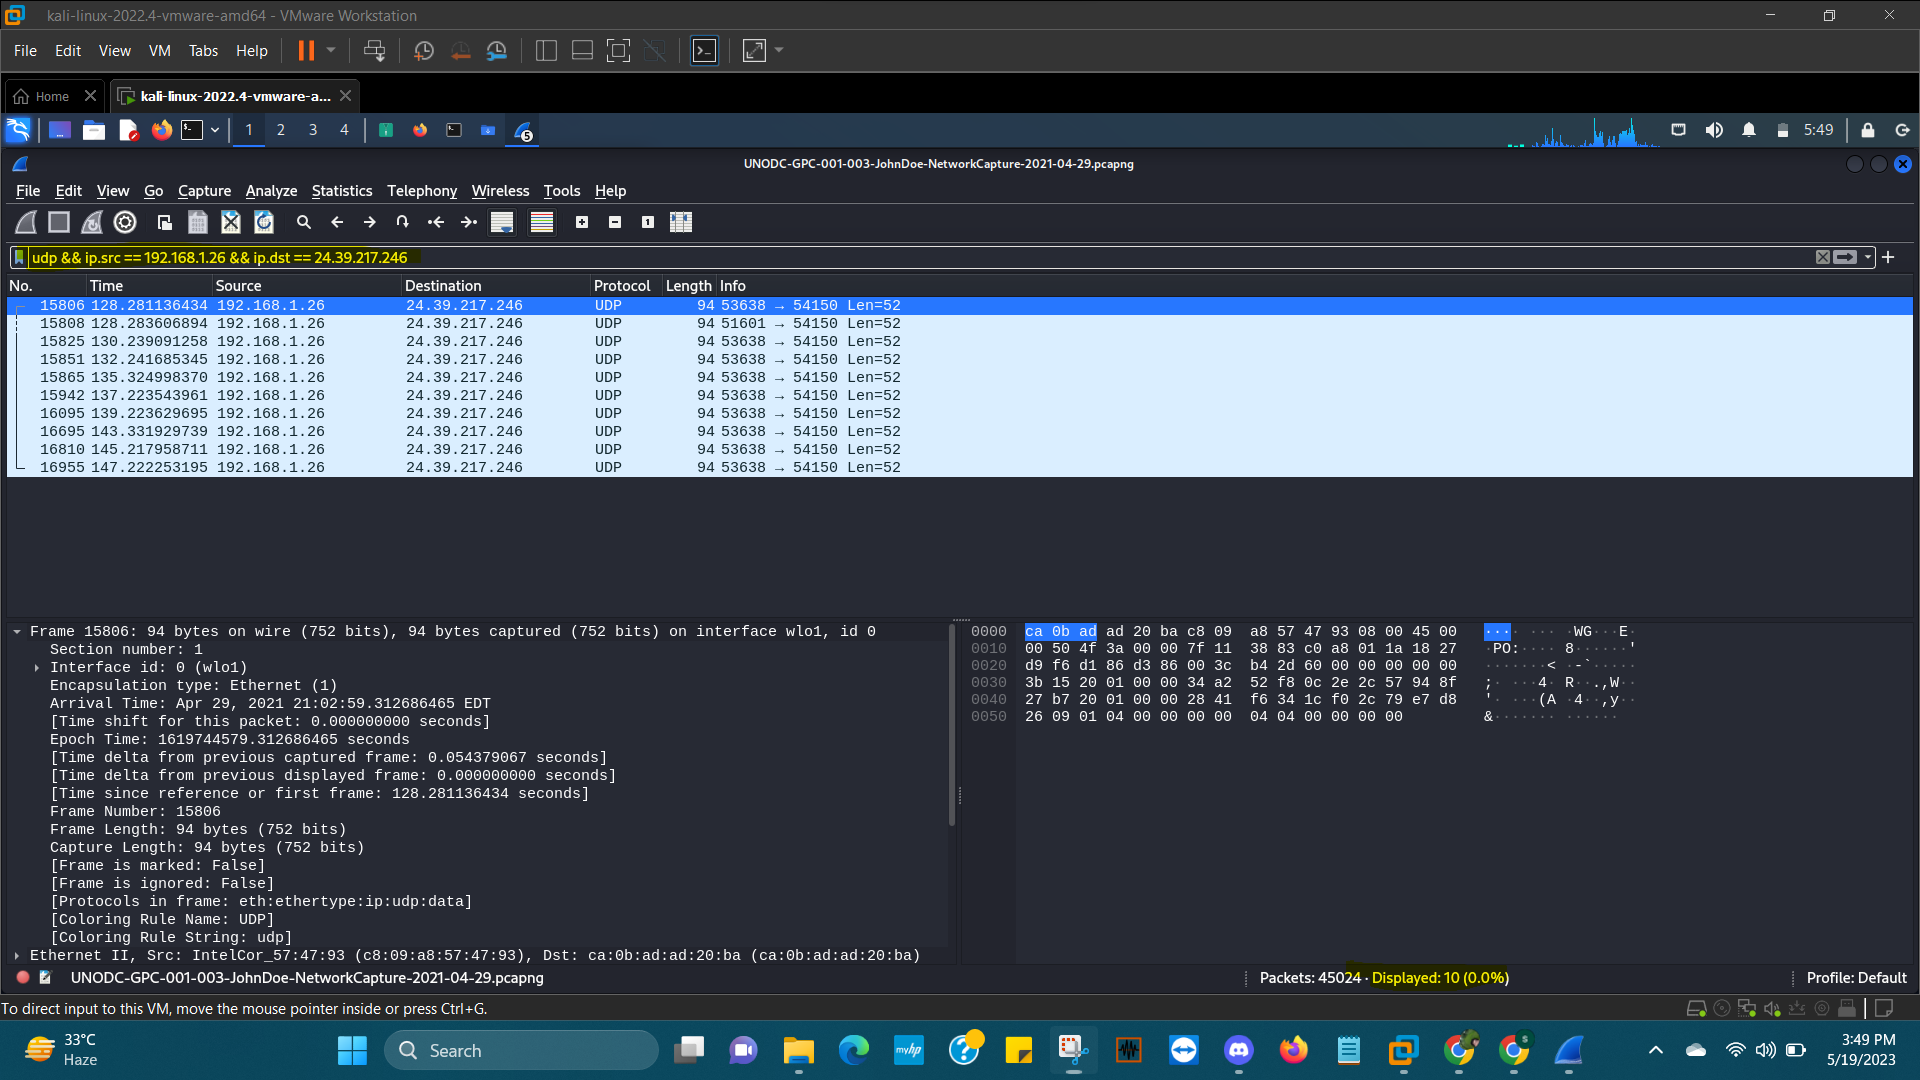 kali-linux-2022.4-vmware-amd64 - VMware Workstation
File Edit View VM Tabs Help
Home kali-linux-2022.4-vmware-a...
1 2 3 4 5 5:49
UNODC-GPC-001-003-JohnDoe-NetworkCapture-2021-04-29.pcapng
File Edit View Go Capture Analyze Statistics Telephony Wireless Tools Help
udp && ip.src == 192.168.1.26 && ip.dst == 24.39.217.246
No. Time Source Destination Protocol Length Info
15806 128.281136434 192.168.1.26 24.39.217.246 UDP 94 53638 → 54150 Len=52
15808 128.283606894 192.168.1.26 24.39.217.246 UDP 94 51601 → 54150 Len=52
15825 130.239091258 192.168.1.26 24.39.217.246 UDP 94 53638 → 54150 Len=52
15851 132.241685345 192.168.1.26 24.39.217.246 UDP 94 53638 → 54150 Len=52
15865 135.324998370 192.168.1.26 24.39.217.246 UDP 94 53638 → 54150 Len=52
15942 137.223543961 192.168.1.26 24.39.217.246 UDP 94 53638 → 54150 Len=52
16095 139.223629695 192.168.1.26 24.39.217.246 UDP 94 53638 → 54150 Len=52
16695 143.331929739 192.168.1.26 24.39.217.246 UDP 94 53638 → 54150 Len=52
16810 145.217958711 192.168.1.26 24.39.217.246 UDP 94 53638 → 54150 Len=52
16955 147.222253195 192.168.1.26 24.39.217.246 UDP 94 53638 → 54150 Len=52
Frame 15806: 94 bytes on wire (752 bits), 94 bytes captured (752 bits) on interface wlo1, id 0
Section number: 1
Interface id: 0 (wlo1)
Encapsulation type: Ethernet (1)
Arrival Time: Apr 29, 2021 21:02:59.312686465 EDT
[Time shift for this packet: 0.000000000 seconds]
Epoch Time: 1619744579.312686465 seconds
[Time delta from previous captured frame: 0.054379067 seconds]
[Time delta from previous displayed frame: 0.000000000 seconds]
[Time since reference or first frame: 128.281136434 seconds]
Frame Number: 15806
Frame Length: 94 bytes (752 bits)
Capture Length: 94 bytes (752 bits)
[Frame is marked: False]
[Frame is ignored: False]
[Protocols in frame: eth:ethertype:ip:udp:data]
[Coloring Rule Name: UDP]
[Coloring Rule String: udp]
Ethernet II, Src: IntelCor_57:47:93 (c8:09:a8:57:47:93), Dst: ca:0b:ad:ad:20:ba (ca:0b:ad:ad:20:ba)
0000 ca 0b ad ad 20 ba c8 09 a8 57 47 93 08 00 45 00 ···· ··· ·WG···E·
0010 00 50 4f 3a 00 00 7f 11 38 83 c0 a8 01 1a 18 27 ·PO:···· 8······'
0020 d9 f6 d1 86 d3 86 00 3c b4 2d 60 00 00 00 00 00 ·······< ·-`·····
0030 3b 15 20 01 00 00 34 a2 52 f8 0c 2e 2c 57 94 8f ;· ···4· R··.,W··
0040 27 b7 20 01 00 00 28 41 f6 34 1c f0 2c 79 e7 d8 '· ···(A ·4··,y··
0050 26 09 01 04 00 00 00 00 04 04 00 00 00 00 &······· ······
UNODC-GPC-001-003-JohnDoe-NetworkCapture-2021-04-29.pcapng
Packets: 45024 · Displayed: 10 (0.0%)
Profile: Default
To direct input to this VM, move the mouse pointer inside or press Ctrl+G.
33°C
Haze
Search
myhp
3:49 PM
5/19/2023